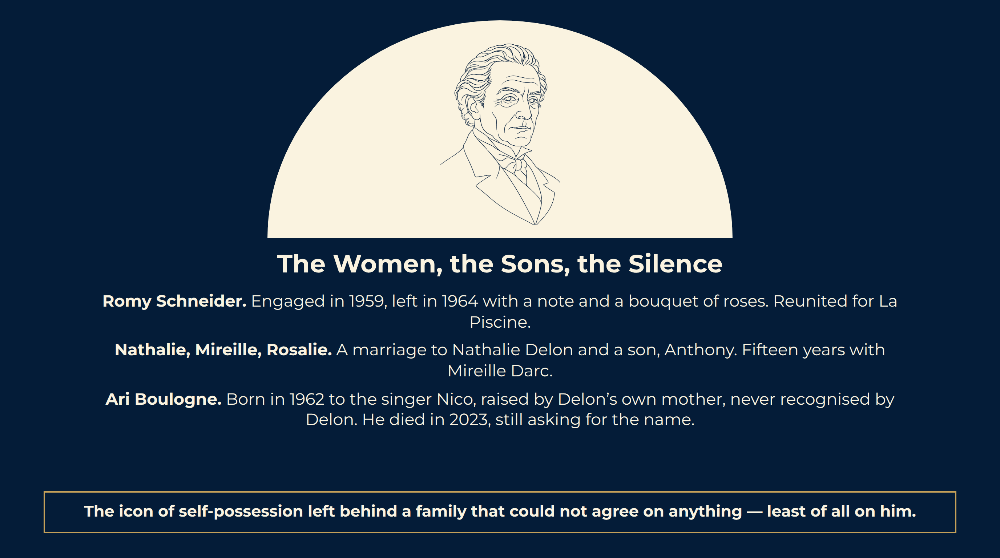 The Women, the Sons, the Silence
Romy Schneider. Engaged in 1959, left in 1964 with a note and a bouquet of roses. Reunited for La
Piscine.
Nathalie, Mireille, Rosalie. A marriage to Nathalie Delon and a son, Anthony. Fifteen years with
Mireille Darc.
Ari Boulogne. Born in 1962 to the singer Nico, raised by Delon’s own mother, never recognised by
Delon. He died in 2023, still asking for the name.
The icon of self-possession left behind a family that could not agree on anything — least of all on him.